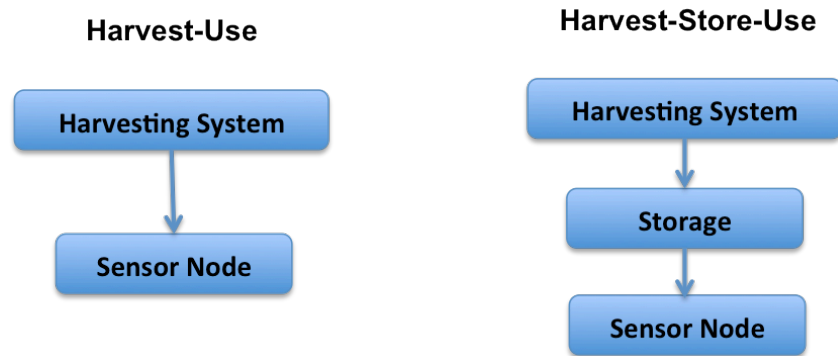 Harvest-Use
Harvesting System
Sensor Node
Harvest-Store-Use
Harvesting System
Storage
Sensor Node